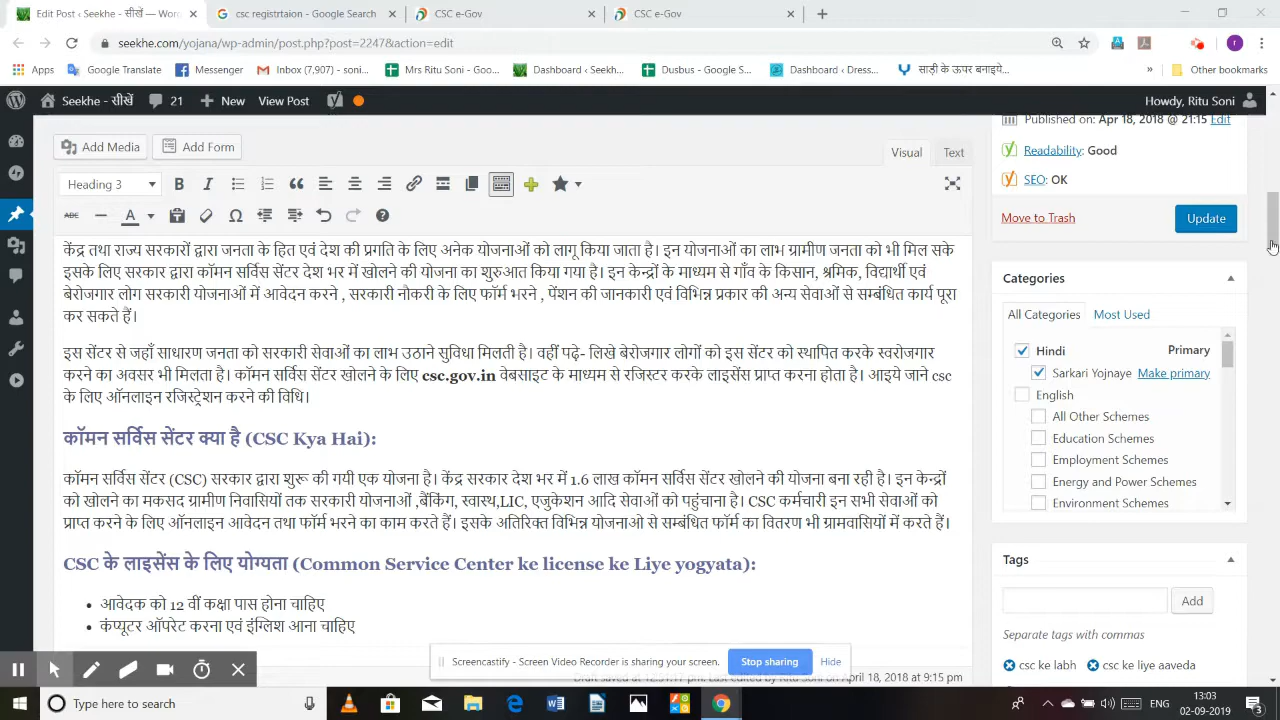 Edit Post ‹ Seekhe - सीखें — Wo
csc registrtaion - Google Search
CSC e-Gov
CSC e-Gov
seekhe.com/yojana/wp-admin/post.php?post=2247&action=edit
Apps
Google Translate
Messenger
Inbox (7,907) - soni...
Mrs Ritu Soni - Goo...
Dashboard ‹ Seekh...
Dusbus - Google S...
Dashboard ‹ Dress...
साड़ी के ऊपर बनाइये...
»
Other bookmarks
Seekhe - सीखें
21
+ New
View Post
Howdy, Ritu Soni
Published on: Apr 18, 2018 @ 21:15 Edit
Add Media
Add Form
Visual
Text
Readability: Good
Heading 3
SEO: OK
Move to Trash
Update
केंद्र तथा राज्य सरकारों द्वारा जनता के हित एवं देश की प्रगति के लिए अनेक योजनाओं को लागू किया जाता है। इन योजनाओं का लाभ ग्रामीण जनता को भी मिल सके
इसके लिए सरकार द्वारा कॉमन सर्विस सेंटर देश भर में खोलने की योजना का शुरुआत किया गया है। इन केन्द्रों के माध्यम से गाँव के किसान, श्रमिक, विद्यार्थी एवं
बेरोजगार लोग सरकारी योजनाओं में आवेदन करने , सरकारी नौकरी के लिए फॉर्म भरने , पेंशन की जानकारी एवं विभिन्न प्रकार की अन्य सेवाओं से सम्बंधित कार्य पूरा
कर सकते हैं।
इस सेंटर से जहाँ साधारण जनता को सरकारी सेवाओं का लाभ उठाने सुविधा मिलती है। वहीं पढ़े- लिखे बेरोजगार लोगों को इस सेंटर को स्थापित करके स्वरोजगार
करने का अवसर भी मिलता है। कॉमन सर्विस सेंटर खोलने के लिए csc.gov.in वेबसाइट के माध्यम से रजिस्टर करके लाइसेंस प्राप्त करना होता है। आइये जाने csc
के लिए ऑनलाइन रजिस्ट्रेशन करने की विधि।
कॉमन सर्विस सेंटर क्या है (CSC Kya Hai):
कॉमन सर्विस सेंटर (CSC) सरकार द्वारा शुरू की गयी एक योजना है। केंद्र सरकार देश भर में 1.6 लाख कॉमन सर्विस सेंटर खोलने की योजना बना रही है। इन केन्द्रों
को खोलने का मकसद ग्रामीण निवासियों तक सरकारी योजनाओं ,बैंकिंग, स्वास्थ,LIC, एजुकेशन आदि सेवाओं को पहुंचाना है। CSC कर्मचारी इन सभी सेवाओं को
प्राप्त करने के लिए ऑनलाइन आवेदन तथा फॉर्म भरने का काम करते हैं। इसके अतिरिक्त विभिन्न योजनाओ से सम्बंधित फॉर्म का वितरण भी ग्रामवासियों में करते हैं।
CSC के लाइसेंस के लिए योग्यता (Common Service Center ke license ke Liye yogyata):
आवेदक को 12 वीं कक्षा पास होना चाहिए
कंप्यूटर ऑपरेट करना एवं इंग्लिश आना चाहिए
Categories
All Categories
Most Used
Hindi
Primary
Sarkari Yojnaye Make primary
English
All Other Schemes
Education Schemes
Employment Schemes
Energy and Power Schemes
Environment Schemes
Tags
Add
Separate tags with commas
csc ke labh
csc ke liye aaveda
Screencastify - Screen Video Recorder is sharing your screen.
Stop sharing
Hide
on April 18, 2018 at 9:15 pm
Type here to search
ENG
13:03
02-09-2019
3